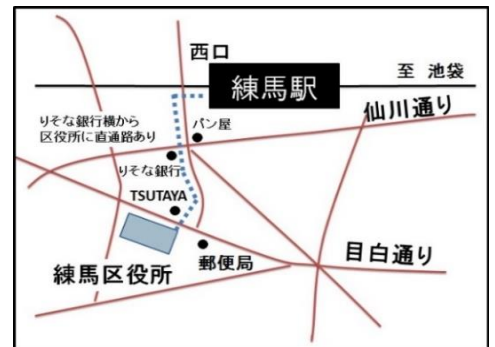 西口
練馬駅
至 池袋
仙川通り
りそな銀行横から
区役所に直通路あり
パン屋
りそな銀行
TSUTAYA
練馬区役所
郵便局
目白通り